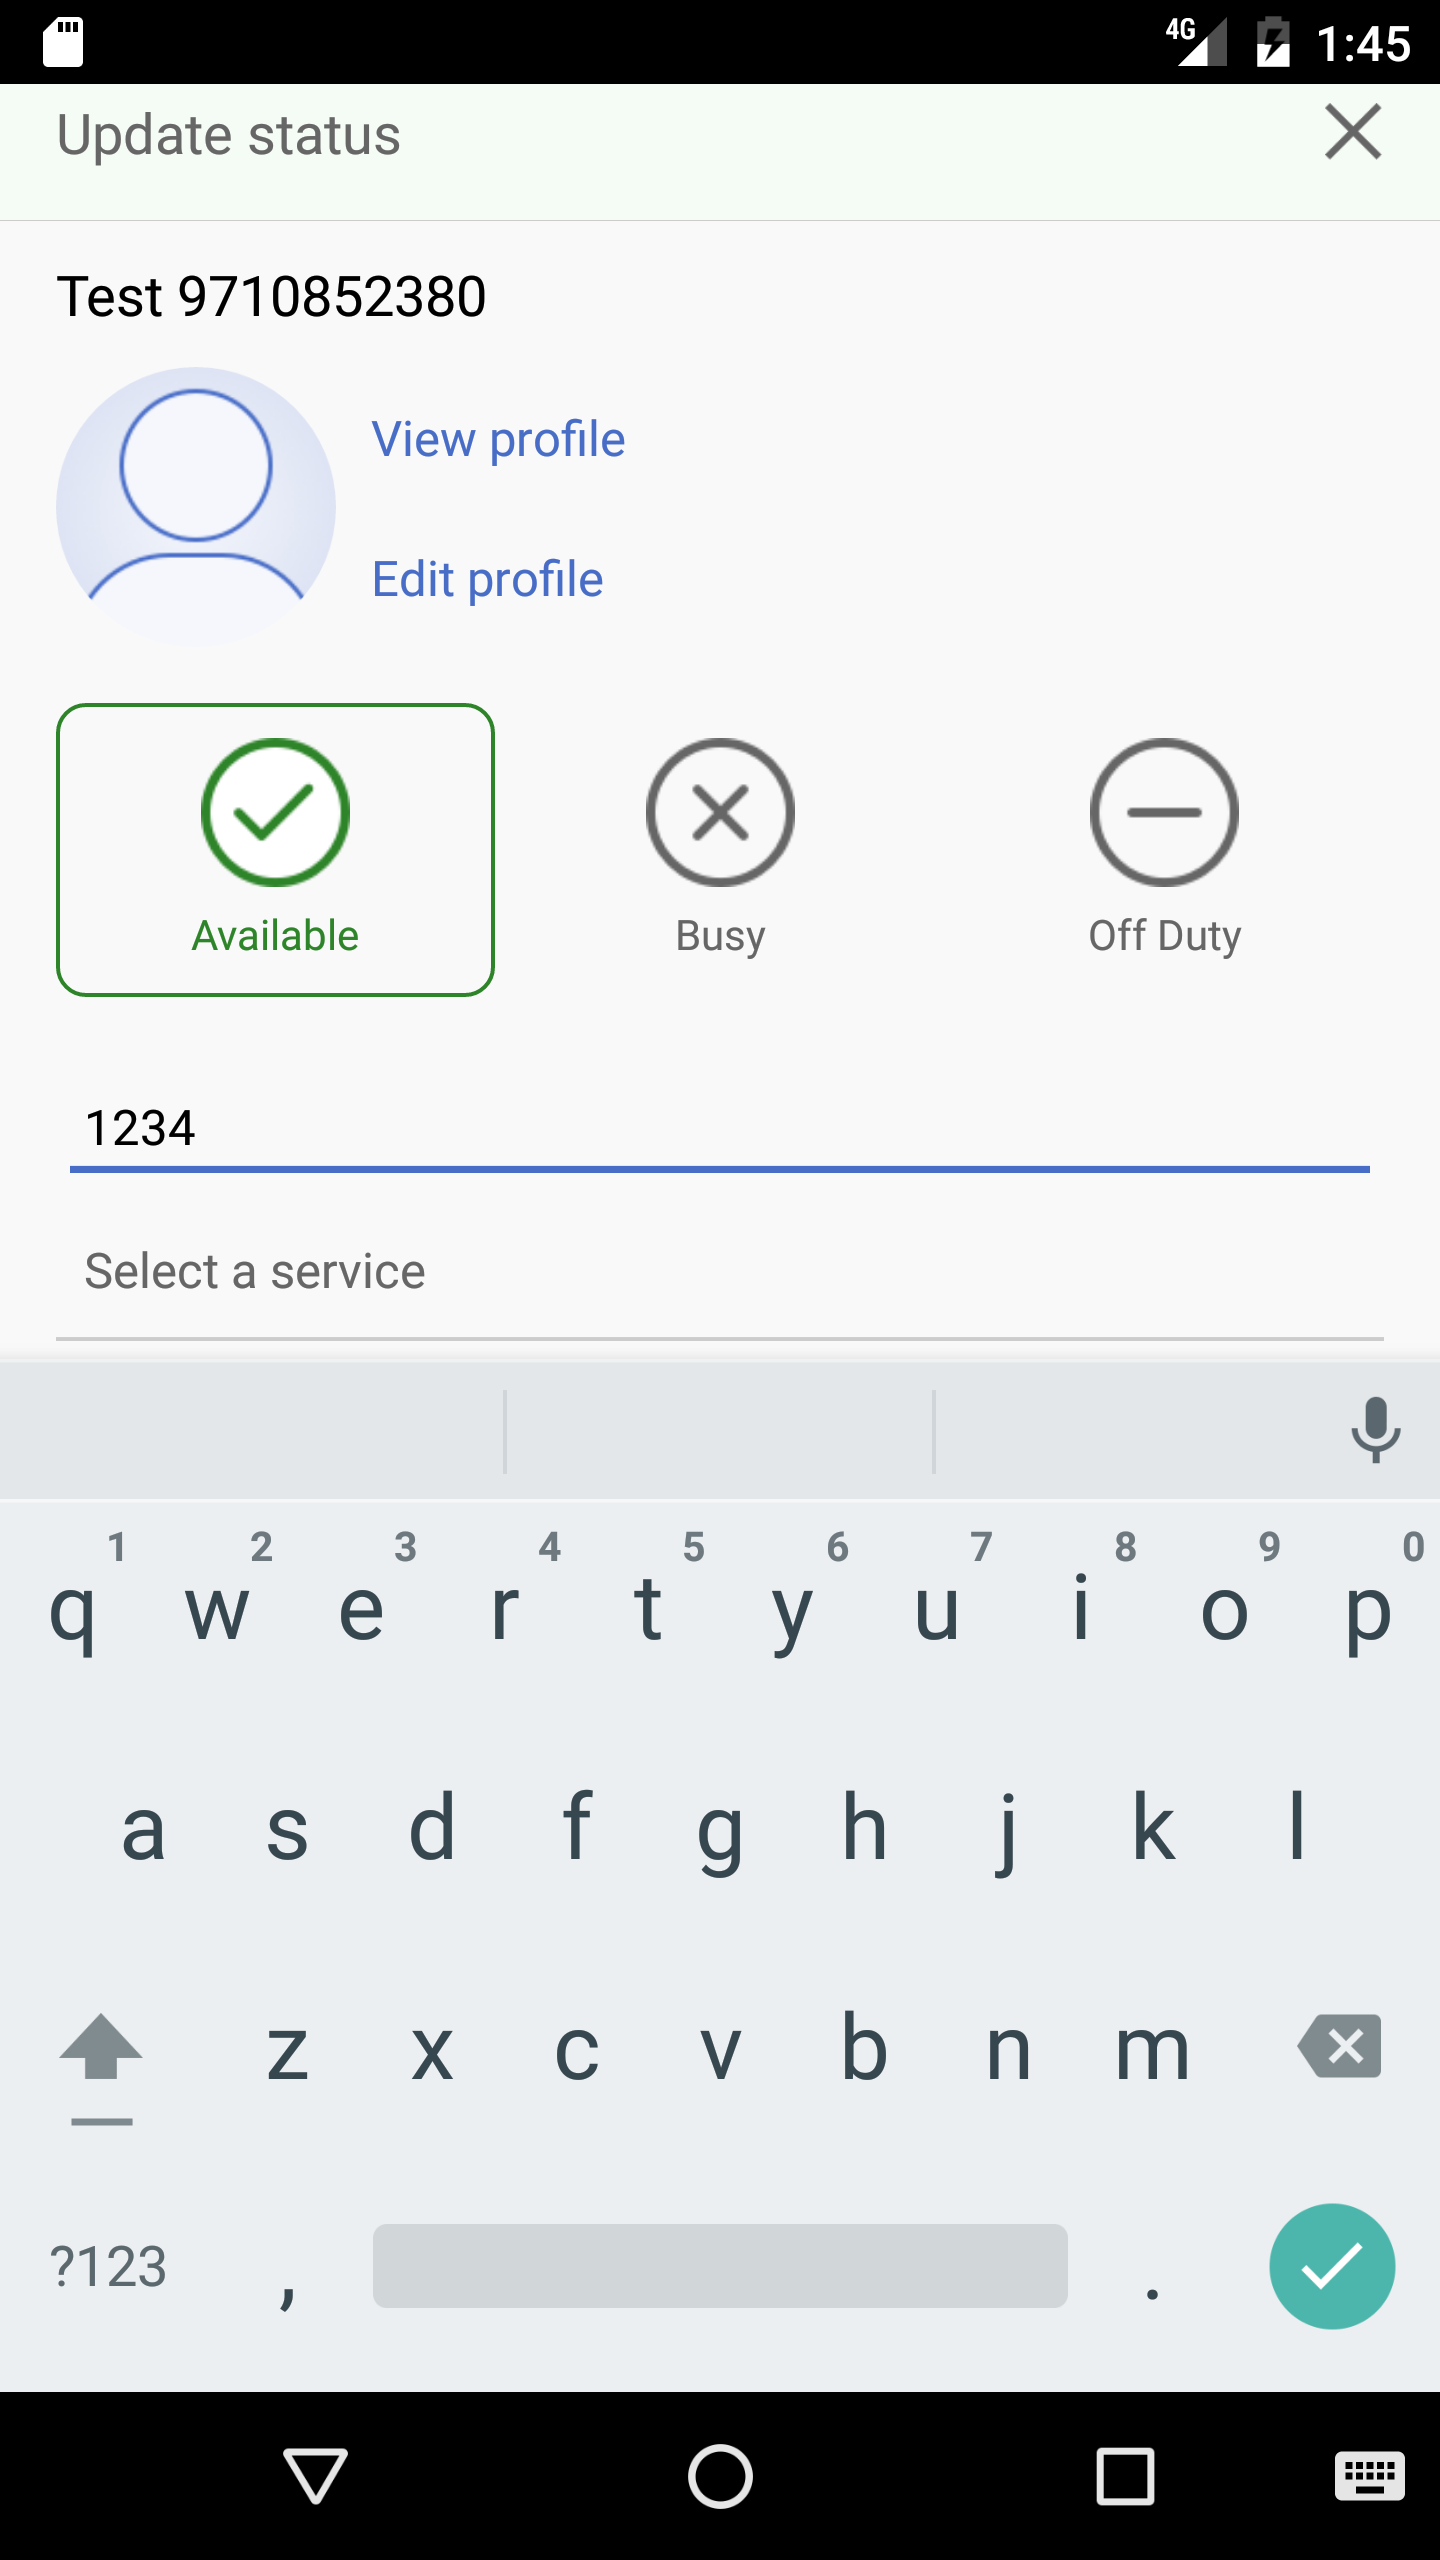 4G 1:45
Update status
Test 9710852380
View profile
Edit profile
Available Busy Off Duty
1234
Select a service
1 2 3 4 5 6 7 8 9 0
q w e r t y u i o p
a s d f g h j k l
z x c v b n m
?123 , .